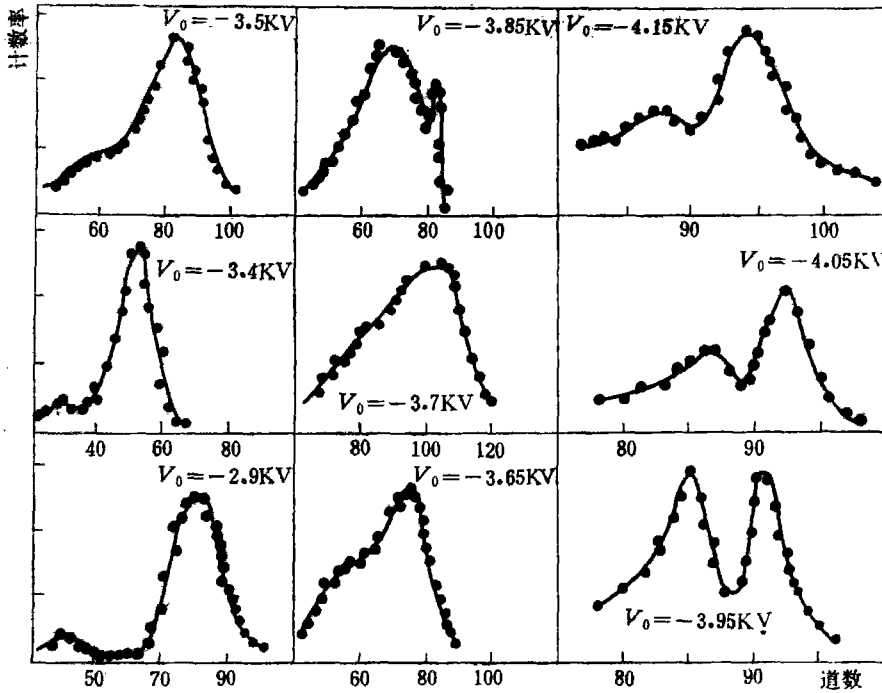 计数率
V₀=-3.5KV
V₀=-3.85KV
V₀=-4.15KV
60 80 100
60 80 100
90 100
V₀=-3.4KV
V₀=-3.7KV
V₀=-4.05KV
40 60 80
60 80 100 120
80 90
V₀=-2.9KV
V₀=-3.65KV
V₀=-3.95KV
50 70 90
40 60 80 100
80 90 道数